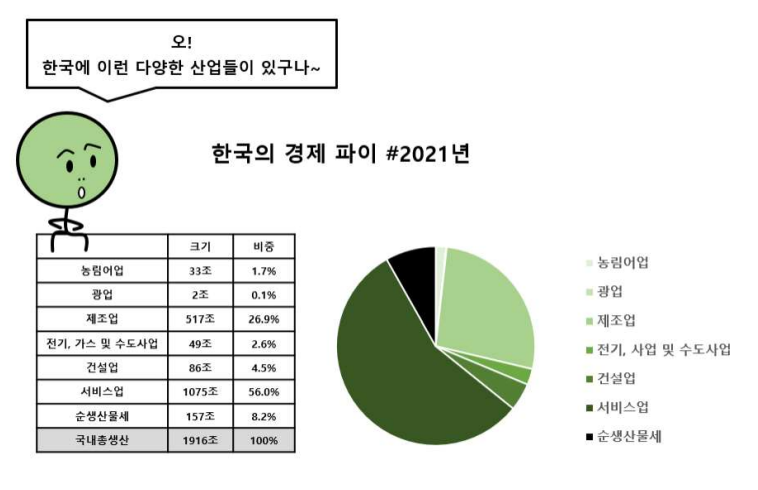 오!
한국에 이런 다양한 산업들이 있구나~
한국의 경제 파이 #2021년
크기 비중
농림어업 33조 1.7%
광업 2조 0.1%
제조업 517조 26.9%
전기, 가스 및 수도사업 49조 2.6%
건설업 86조 4.5%
서비스업 1075조 56.0%
순생산물세 157조 8.2%
국내총생산 1916조 100%
농림어업
광업
제조업
전기, 사업 및 수도사업
건설업
서비스업
순생산물세